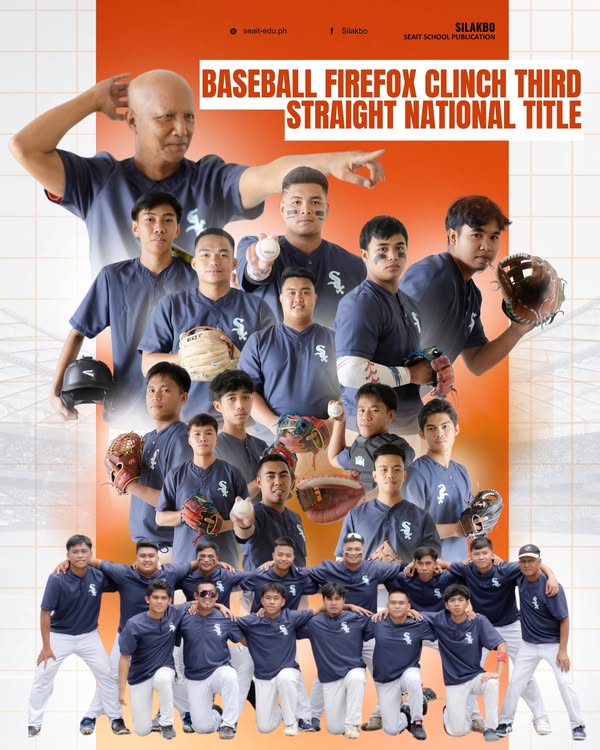 seait-edu.ph
f Silakbo
SILAKBO
SEAIT SCHOOL PUBLICATION
BASEBALL FIREFOX CLINCH THIRD
STRAIGHT NATIONAL TITLE